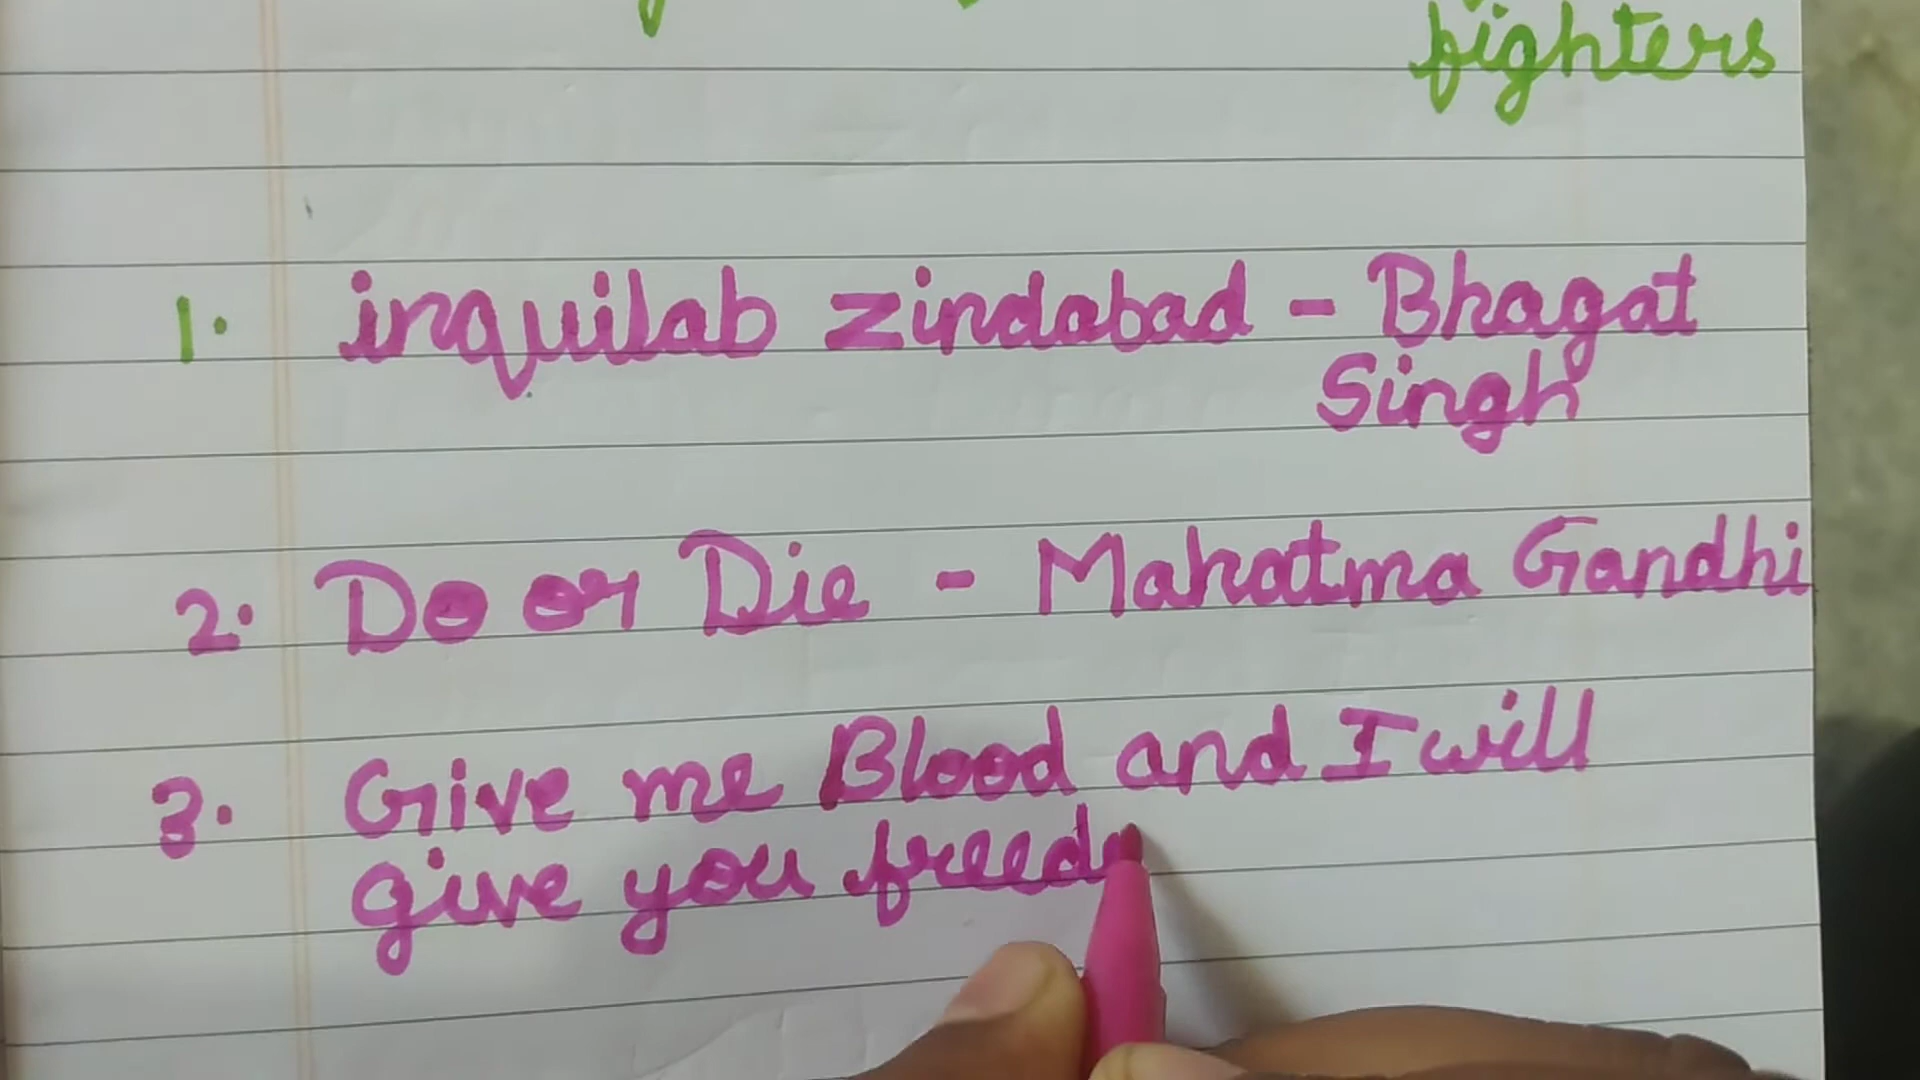 fighters
1. inquilab zindabad - Bhagat
Singh
2. Do or Die - Mahatma Gandhi
3. Give me Blood and I will
give you freedo